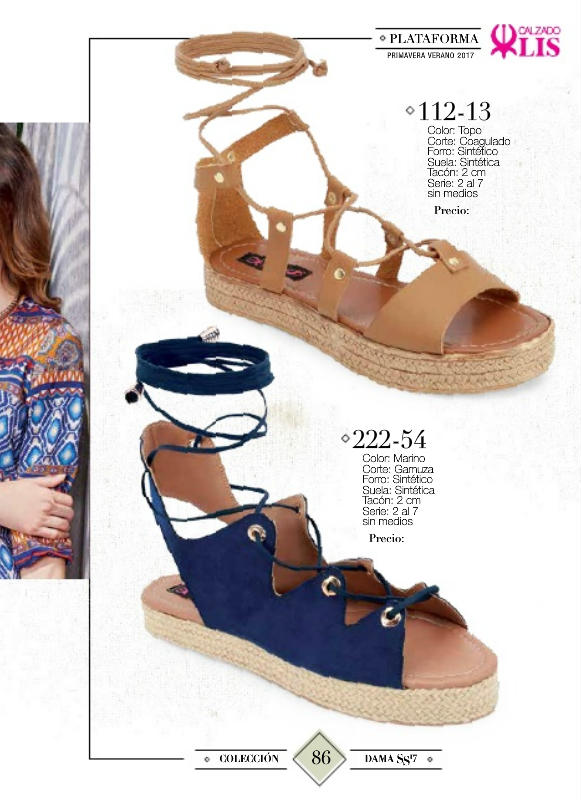 PLATAFORMA
PRIMAVERA VERANO 2017
CALZADO
LIS
112-13
Color: Topo
Corte: Coagulado
Forro: Sintético
Suela: Sintética
Tacón: 2 cm
Serie: 2 al 7
sin medios
Precio:
222-54
Color: Marino
Corte: Gamuza
Forro: Sintético
Suela: Sintética
Tacón: 2 cm
Serie: 2 al 7
sin medios
Precio:
COLECCIÓN
86
DAMA SS'17